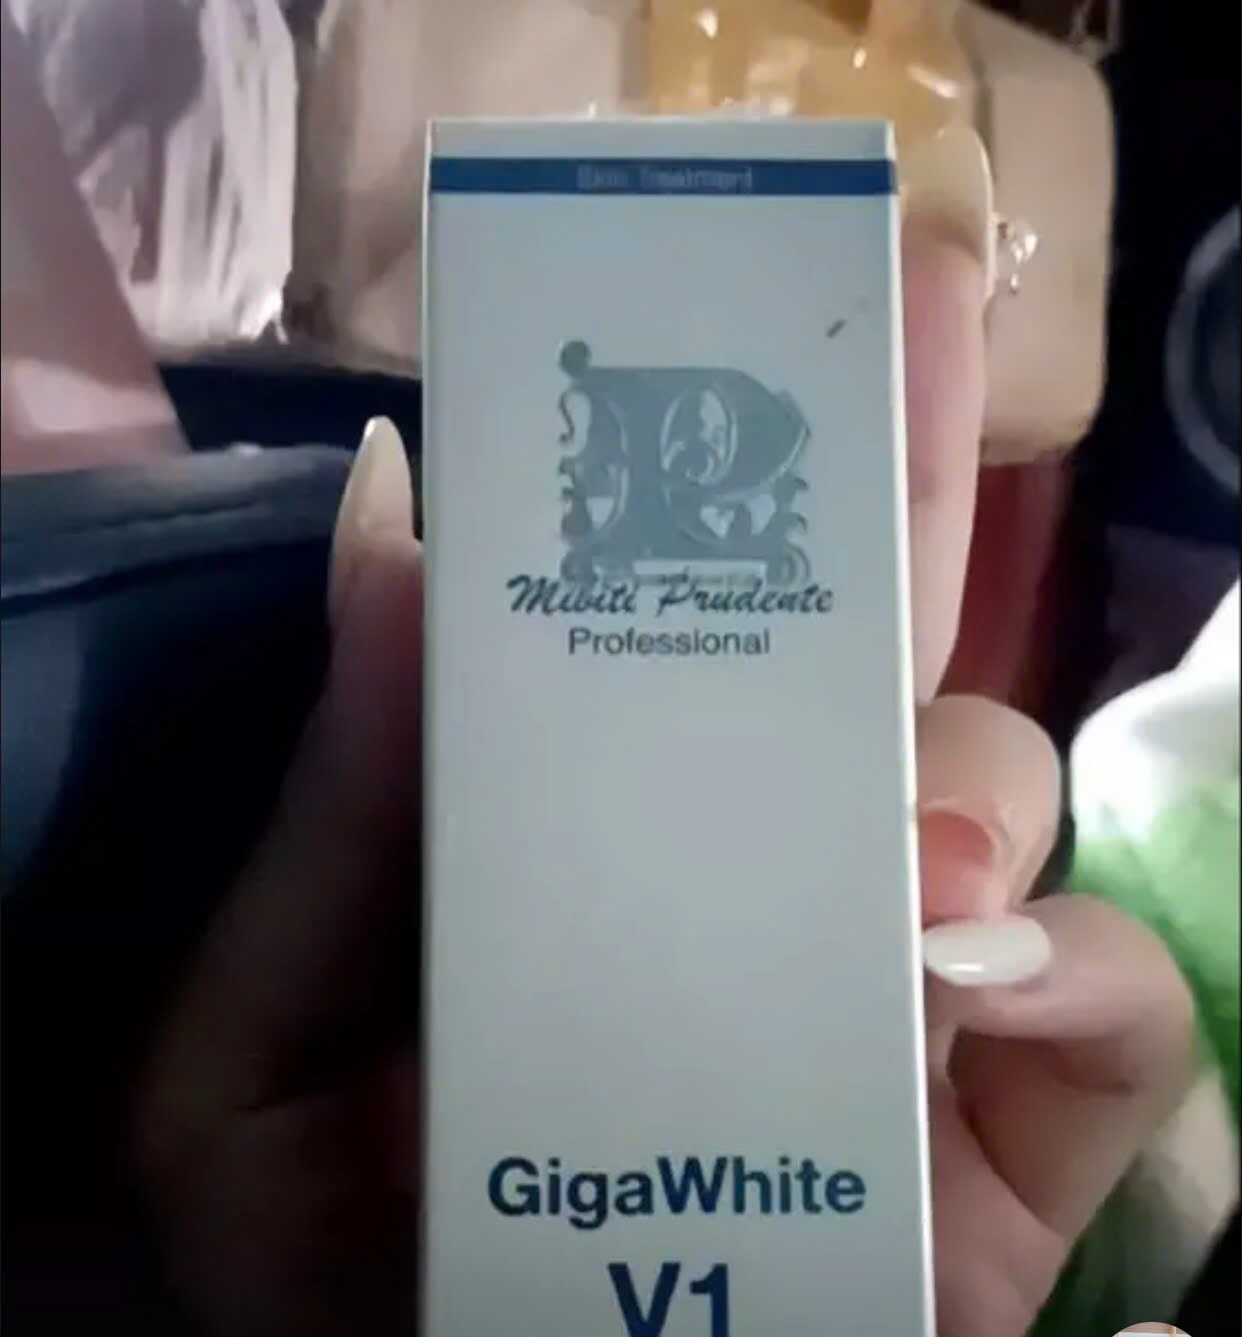 Skin Treatment
Mibiti Prudente
Professional
GigaWhite
V1